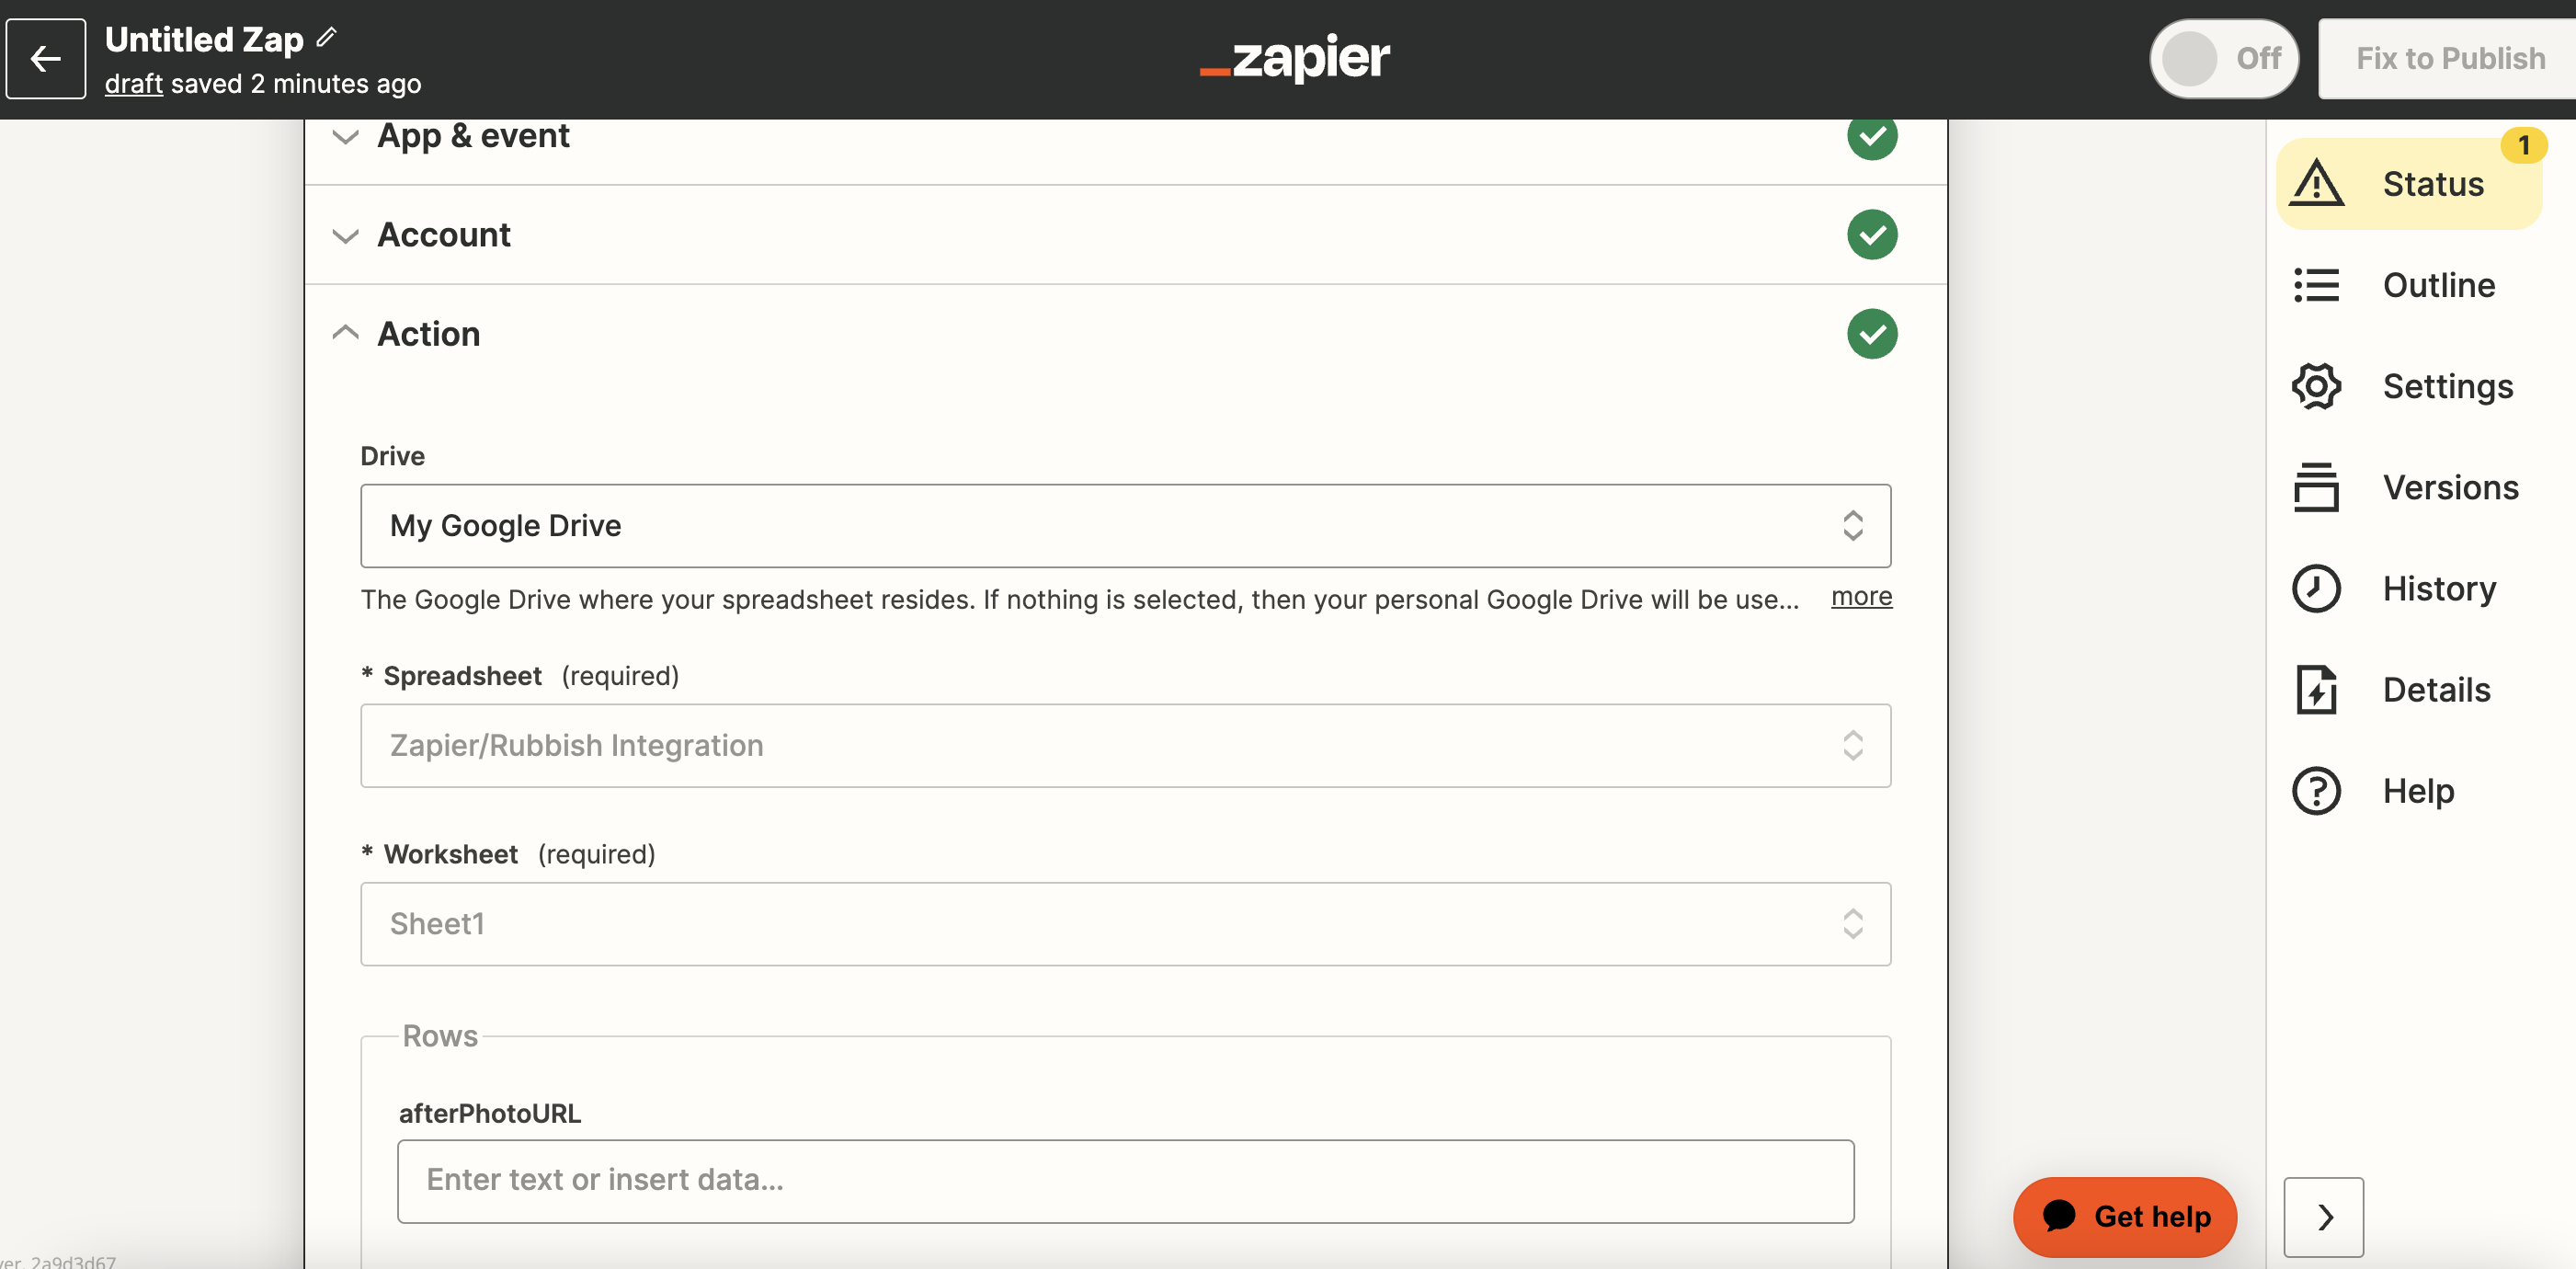 Untitled Zap
draft saved 2 minutes ago
zapier
Off
Fix to Publish
App & event
Account
Action
Drive
My Google Drive
The Google Drive where your spreadsheet resides. If nothing is selected, then your personal Google Drive will be use... more
* Spreadsheet (required)
Zapier/Rubbish Integration
* Worksheet (required)
Sheet1
Rows
afterPhotoURL
Enter text or insert data...
1
Status
Outline
Settings
Versions
History
Details
Help
Get help
ver. 2a9d3d67